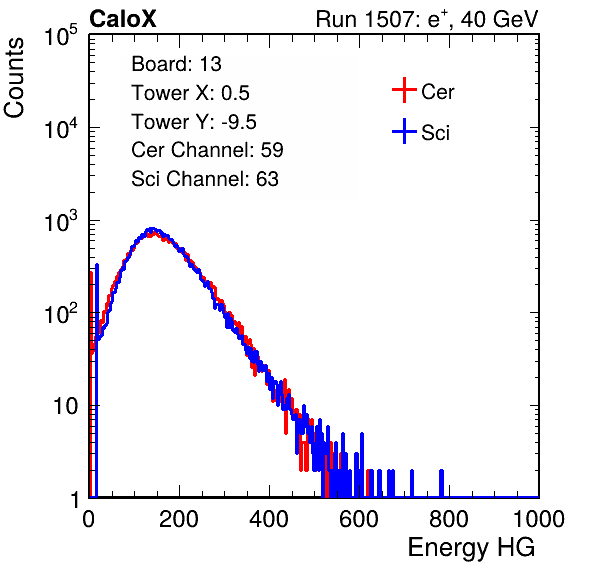 CaloX Run 1507: e⁺, 40 GeV
Board: 13
Tower X: 0.5
Tower Y: -9.5
Cer Channel: 59
Sci Channel: 63
Cer
Sci
Counts
10⁵
10⁴
10³
10²
10
1
0 200 400 600 800 1000
Energy HG